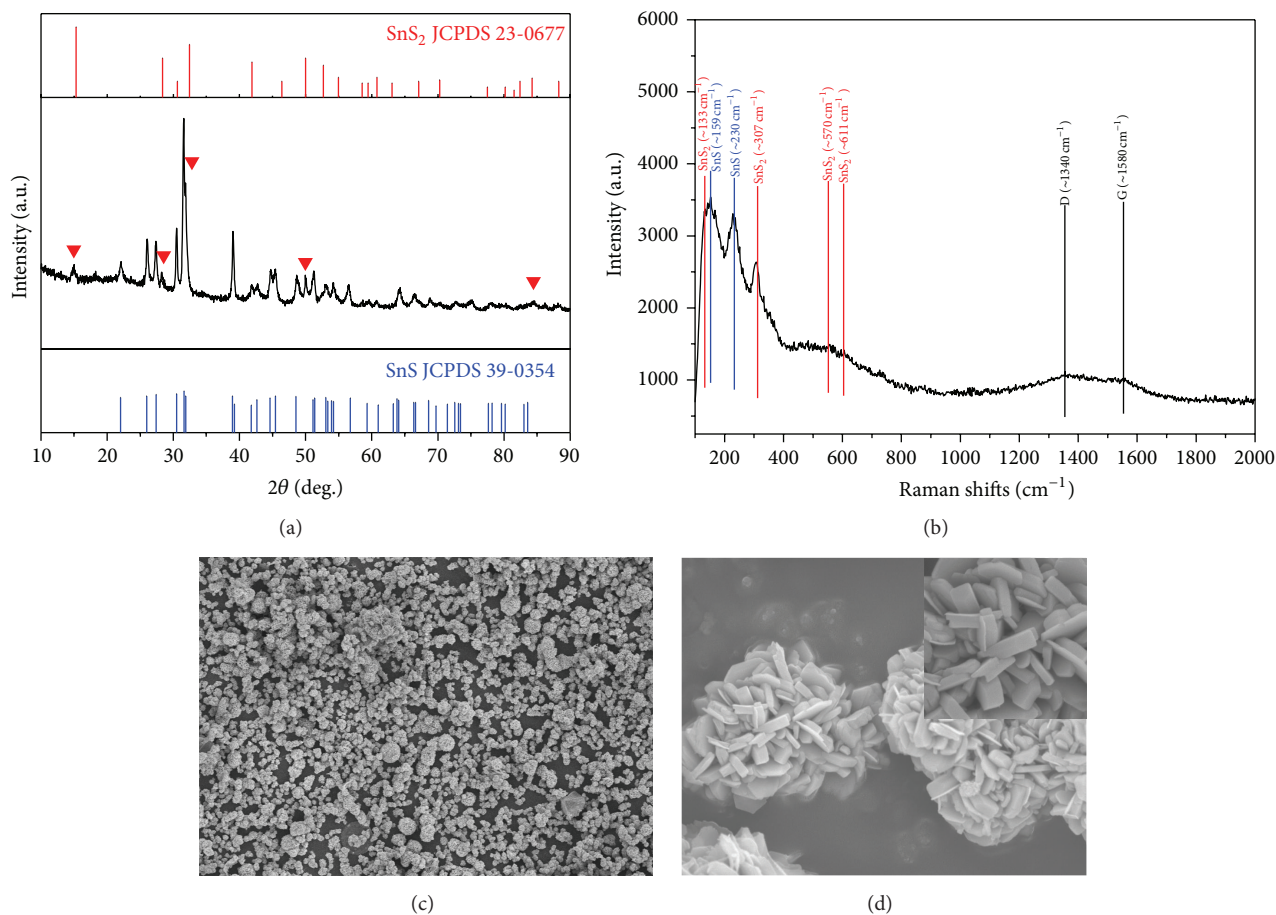 SnS₂ JCPDS 23-0677
Intensity (a.u.)
SnS JCPDS 39-0354
10 20 30 40 50 60 70 80 90
2θ (deg.)
(a)
6000
5000
4000
3000
2000
1000
Intensity (a.u.)
SnS₂ (~133 cm⁻¹)
SnS (~159 cm⁻¹)
SnS (~230 cm⁻¹)
SnS₂ (~307 cm⁻¹)
SnS₂ (~570 cm⁻¹)
SnS₂ (~611 cm⁻¹)
D (~1340 cm⁻¹)
G (~1580 cm⁻¹)
200 400 600 800 1000 1200 1400 1600 1800 2000
Raman shifts (cm⁻¹)
(b)
(c)
(d)